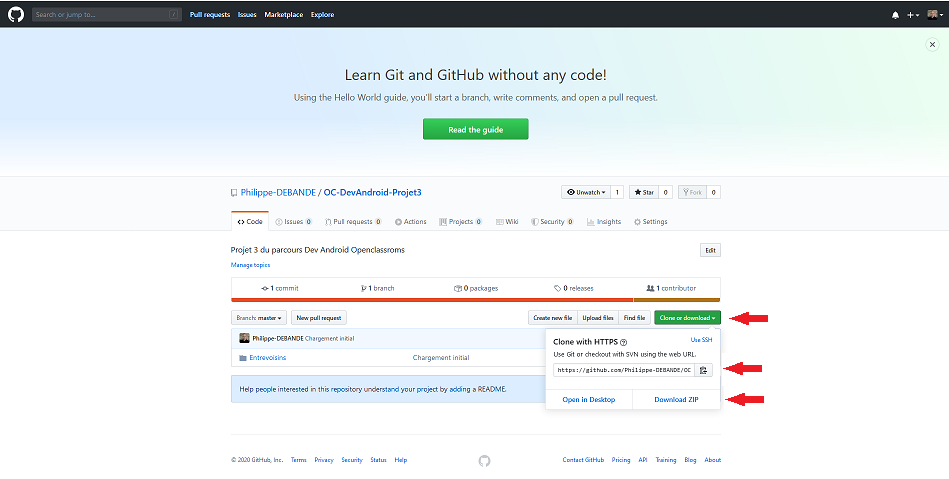 Search or jump to... /
Pull requests Issues Marketplace Explore
Learn Git and GitHub without any code!
Using the Hello World guide, you'll start a branch, write comments, and open a pull request.
Read the guide
Philippe-DEBANDE / OC-DevAndroid-Projet3
Unwatch 1 Star 0 Fork 0
Code Issues 0 Pull requests 0 Actions Projects 0 Wiki Security 0 Insights Settings
Projet 3 du parcours Dev Android Openclassroms
Edit
Manage topics
1 commit 1 branch 0 packages 0 releases 1 contributor
Branch: master New pull request Create new file Upload files Find file Clone or download
Philippe-DEBANDE Chargement initial
Entrevoisins Chargement initial
Help people interested in this repository understand your project by adding a README.
Clone with HTTPS Use SSH
Use Git or checkout with SVN using the web URL.
https://github.com/Philippe-DEBANDE/OC
Open in Desktop Download ZIP
© 2020 GitHub, Inc. Terms Privacy Security Status Help Contact GitHub Pricing API Training Blog About